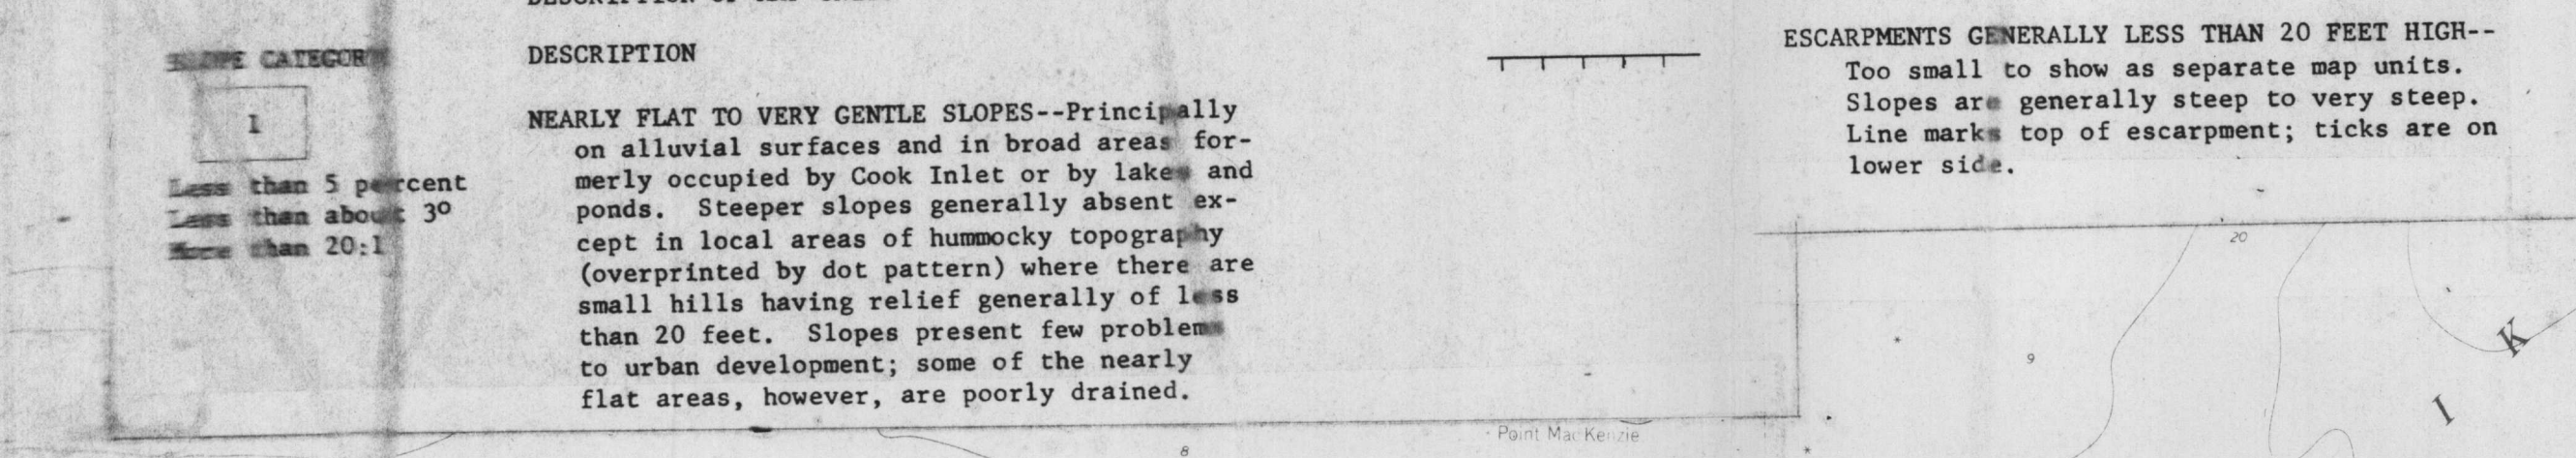 SLOPE CATEGORY
1
Less than 5 percent
Less than about 3º
More than 20:1
DESCRIPTION
NEARLY FLAT TO VERY GENTLE SLOPES--Principally
on alluvial surfaces and in broad areas for-
merly occupied by Cook Inlet or by lakes and
ponds. Steeper slopes generally absent ex-
cept in local areas of hummocky topography
(overprinted by dot pattern) where there are
small hills having relief generally of less
than 20 feet. Slopes present few problems
to urban development; some of the nearly
flat areas, however, are poorly drained.
ESCARPMENTS GENERALLY LESS THAN 20 FEET HIGH--
Too small to show as separate map units.
Slopes are generally steep to very steep.
Line marks top of escarpment; ticks are on
lower side.
20
9
K
I
Point MacKenzie
8